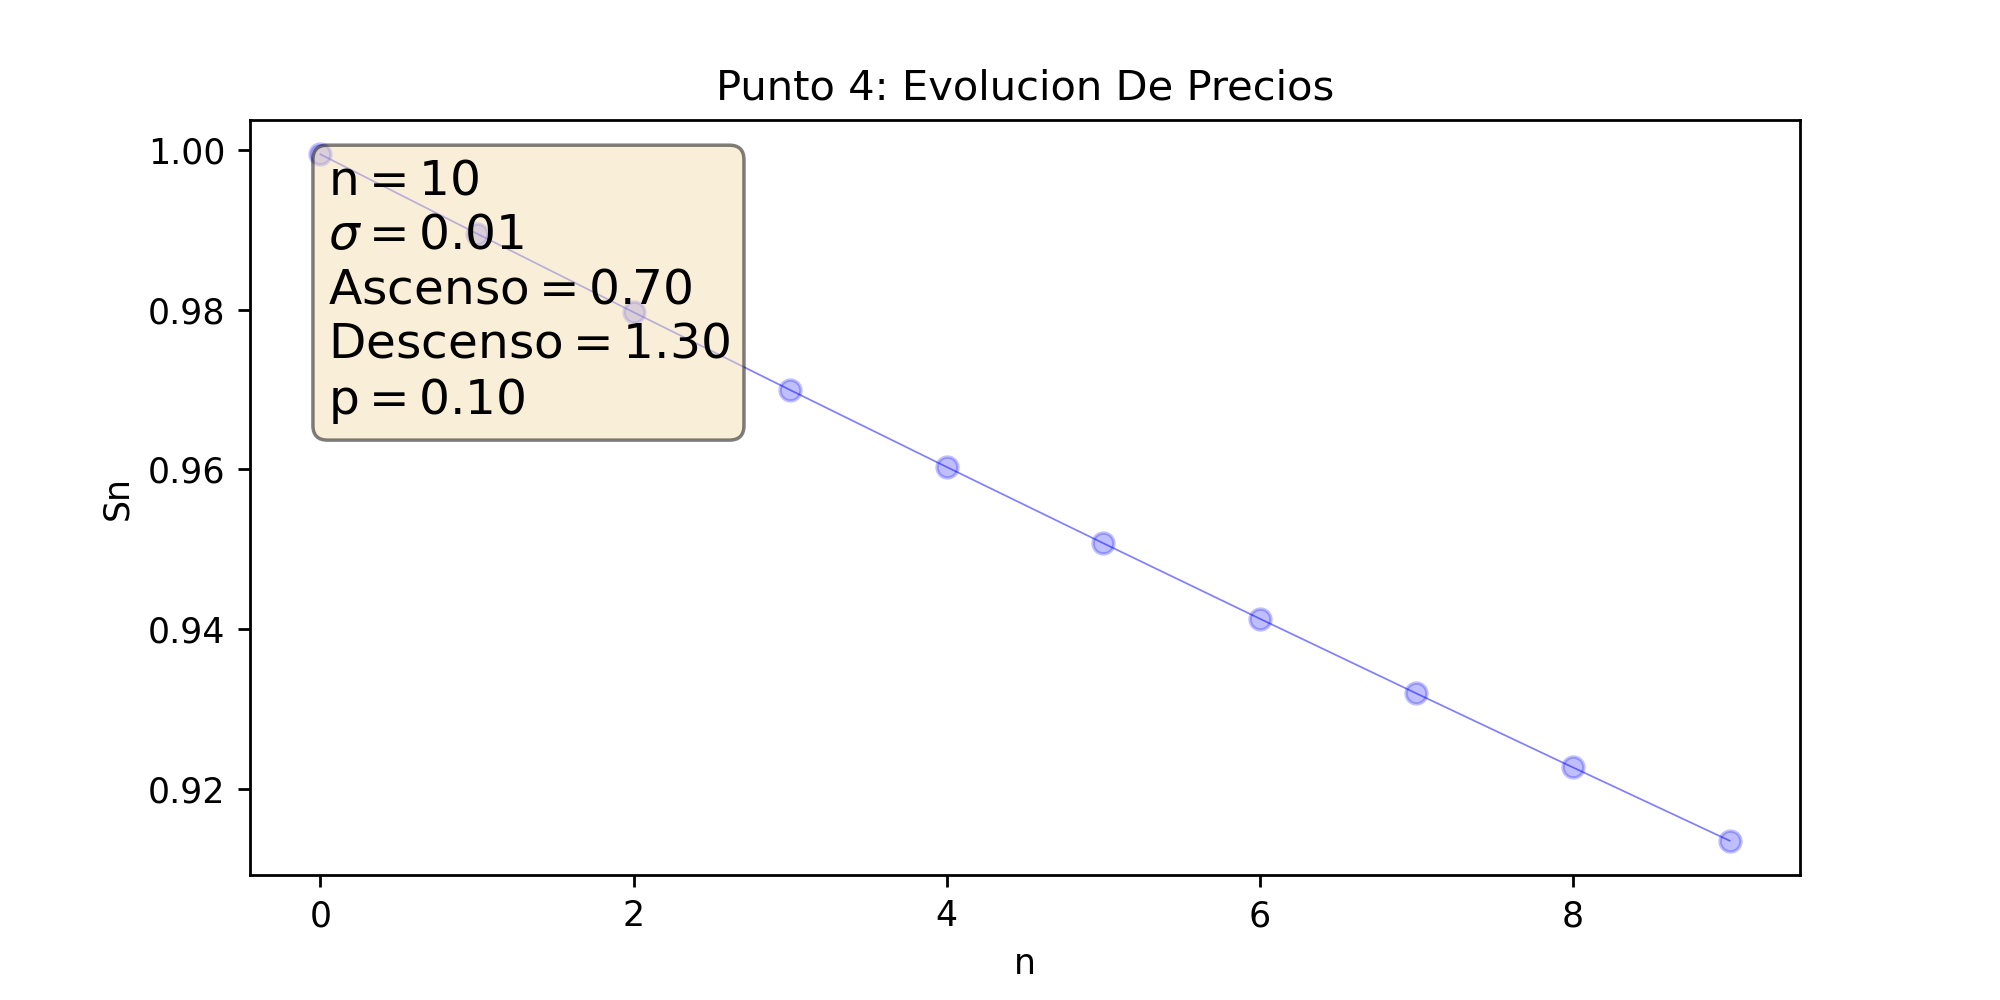 Punto 4: Evolucion De Precios
n = 10
σ = 0.01
Ascenso = 0.70
Descenso = 1.30
p = 0.10
1.00
0.98
0.96
0.94
0.92
Sn
0 2 4 6 8
n